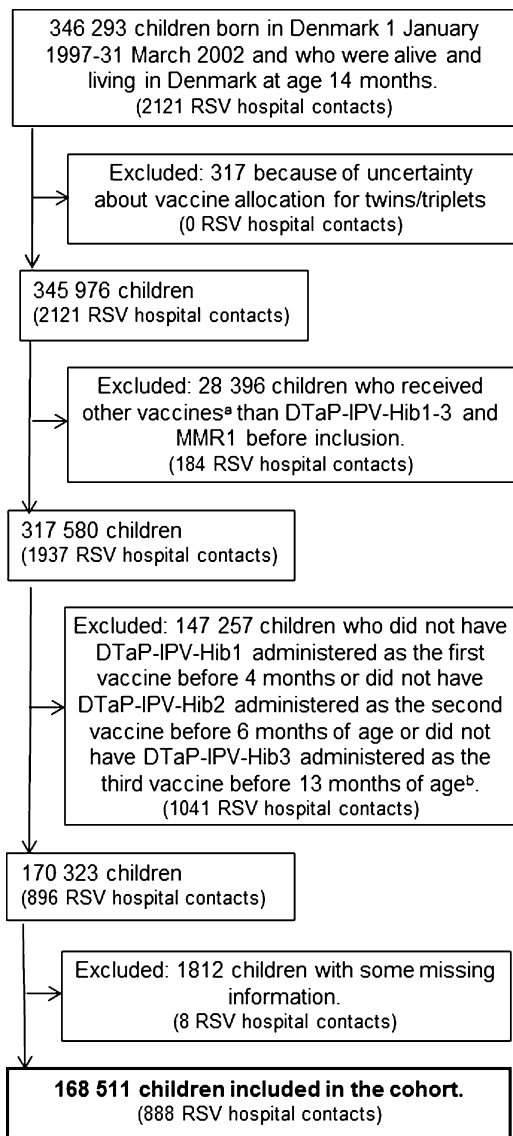 346 293 children born in Denmark 1 January
1997-31 March 2002 and who were alive and
living in Denmark at age 14 months.
(2121 RSV hospital contacts)
Excluded: 317 because of uncertainty
about vaccine allocation for twins/triplets
(0 RSV hospital contacts)
345 976 children
(2121 RSV hospital contacts)
Excluded: 28 396 children who received
other vaccinesᵃ than DTaP-IPV-Hib1-3 and
MMR1 before inclusion.
(184 RSV hospital contacts)
317 580 children
(1937 RSV hospital contacts)
Excluded: 147 257 children who did not have
DTaP-IPV-Hib1 administered as the first
vaccine before 4 months or did not have
DTaP-IPV-Hib2 administered as the second
vaccine before 6 months of age or did not
have DTaP-IPV-Hib3 administered as the
third vaccine before 13 months of ageᵇ.
(1041 RSV hospital contacts)
170 323 children
(896 RSV hospital contacts)
Excluded: 1812 children with some missing
information.
(8 RSV hospital contacts)
168 511 children included in the cohort.
(888 RSV hospital contacts)